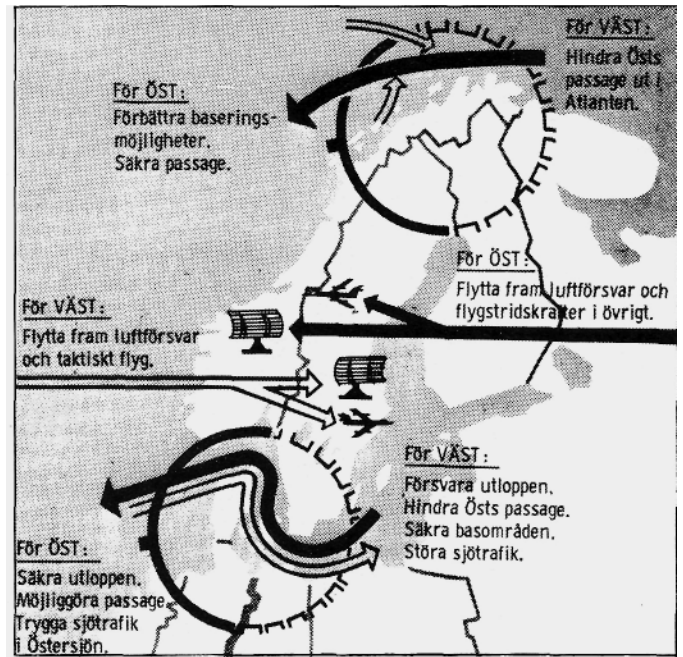 För VÄST:
Hindra Östs
passage ut i
Atlanten.
För ÖST:
Förbättra baserings-
möjligheter.
Säkra passage.
För ÖST:
Flytta fram luftförsvar och
flygstridskrafter i övrigt.
För VÄST:
Flytta fram luftförsvar
och taktiskt flyg.
För VÄST:
Försvara utloppen.
Hindra Östs passage.
Säkra basområden.
Störa sjötrafik.
För ÖST:
Säkra utloppen.
Möjliggöra passage.
Trygga sjötrafik
i Östersjön.